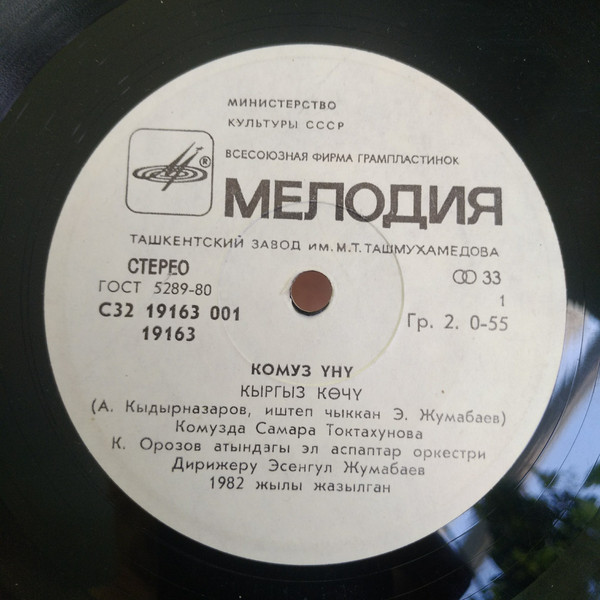 МИНИСТЕРСТВО
КУЛЬТУРЫ СССР
ВСЕСОЮЗНАЯ ФИРМА ГРАМПЛАСТИНОК
®
МЕЛОДИЯ
ТАШКЕНТСКИЙ ЗАВОД ИМ. М.Т. ТАШМУХАМЕДОВА
СТЕРЕО
33
ГОСТ 5289-80
1
С32 19163 001
Гр. 2. 0-55
19163
КОМУЗ ҮНҮ
КЫРГЫЗ КӨЧҮ
(А. Кыдырназаров, иштеп чыккан Э. Жумабаев)
Комузда Самара Токтахунова
К. Орозов атындагы эл аспаптар оркестри
Дирижеру Эсенгул Жумабаев
1982 жылы жазылган